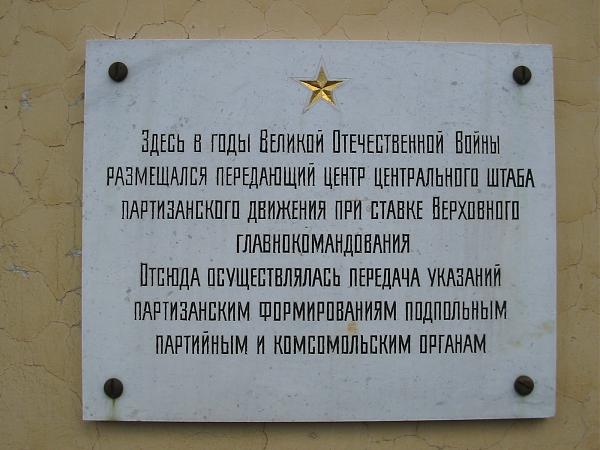 Здесь в годы Великой Отечественной Войны
размещался передающий центр центрального штаба
партизанского движения при ставке Верховного
главнокомандования
Отсюда осуществлялась передача указаний
партизанским формированиям подпольным
партийным и комсомольским органам